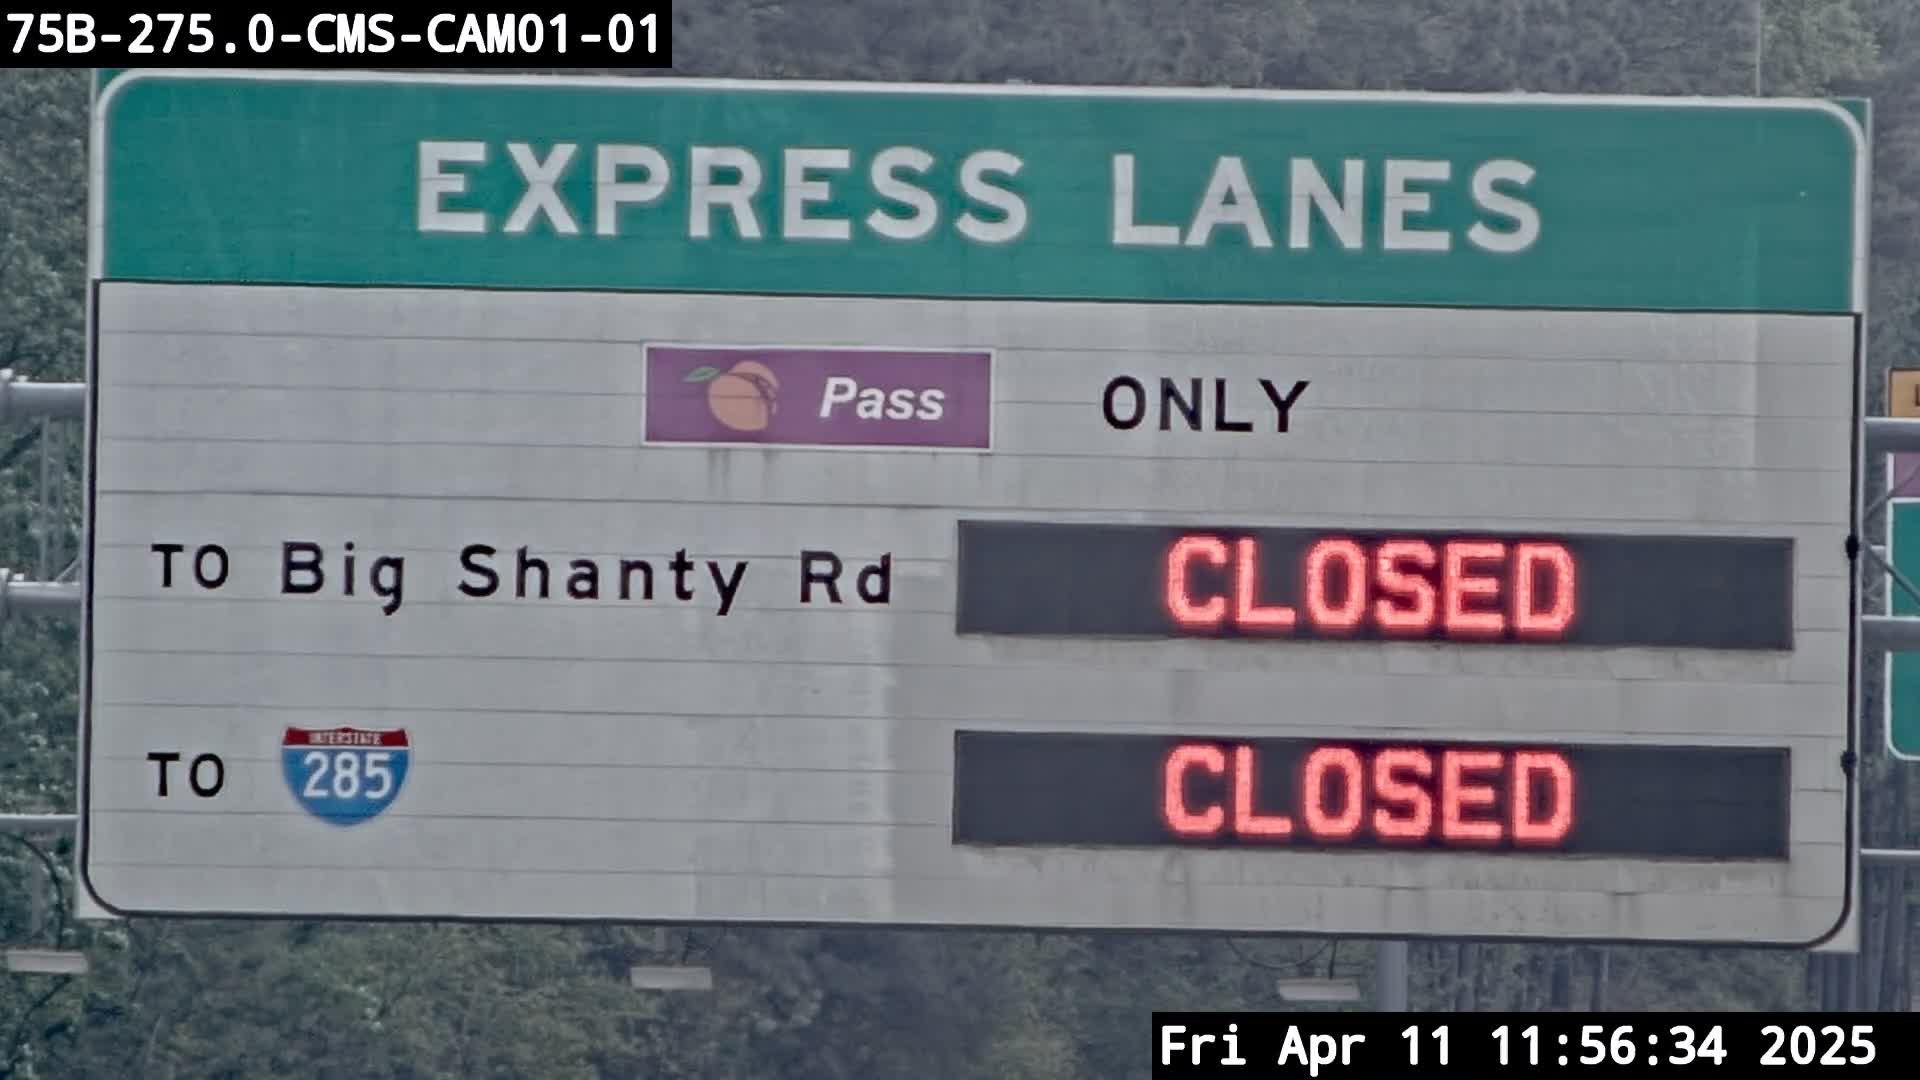 75B-275.0-CMS-CAM01-01
EXPRESS LANES
Pass ONLY
TO Big Shanty Rd CLOSED
TO INTERSTATE 285 CLOSED
Fri Apr 11 11:56:34 2025